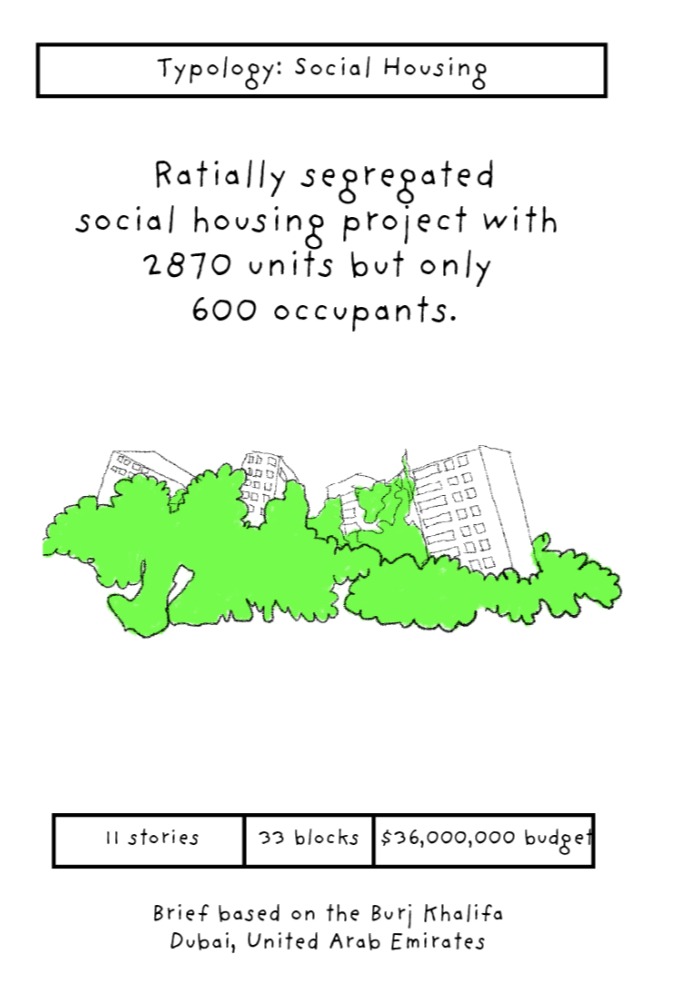 Typology: Social Housing
Ratially segregated
social housing project with
2870 units but only
600 occupants.
11 stories
33 blocks
$36,000,000 budget
Brief based on the Burj Khalifa
Dubai, United Arab Emirates